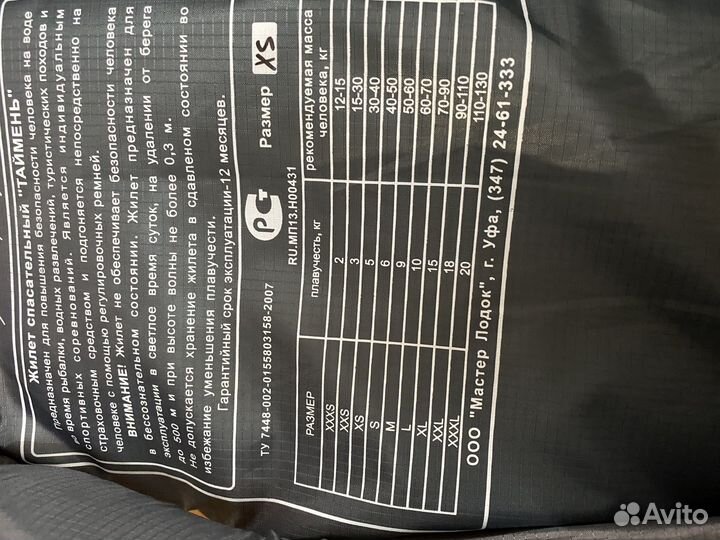 Жилет спасательный "ТАЙМЕНЬ"
предназначен для повышения безопасности человека на воде
во время рыбалки, водных развлечений, туристических походов и
спортивных соревнований. Является индивидуальным
страховочным средством и подгоняется непосредственно на
человеке с помощью регулировочных ремней.
ВНИМАНИЕ! Жилет не обеспечивает безопасности человека
в бессознательном состоянии. Жилет предназначен для
эксплуатации в светлое время суток, на удалении от берега
до 500 м и при высоте волны не более 0,3 м.
Не допускается хранение жилета в сдавленом состоянии во
избежание уменьшения плавучести.
Гарантийный срок эксплуатации-12 месяцев.
ТУ 7448-002-0155803158-2007
РСТ
RU.МП13.Н00431
Размер XS
РАЗМЕР плавучесть, кг рекомендуемая масса человека, кг
XXXS 2 12-15
XXS 3 15-30
XS 5 30-40
S 6 40-50
M 9 50-60
L 10 60-70
XL 15 70-90
XXL 18 90-110
XXXL 20 110-130
ООО "Мастер Лодок", г. Уфа, (347) 24-61-333
Avito